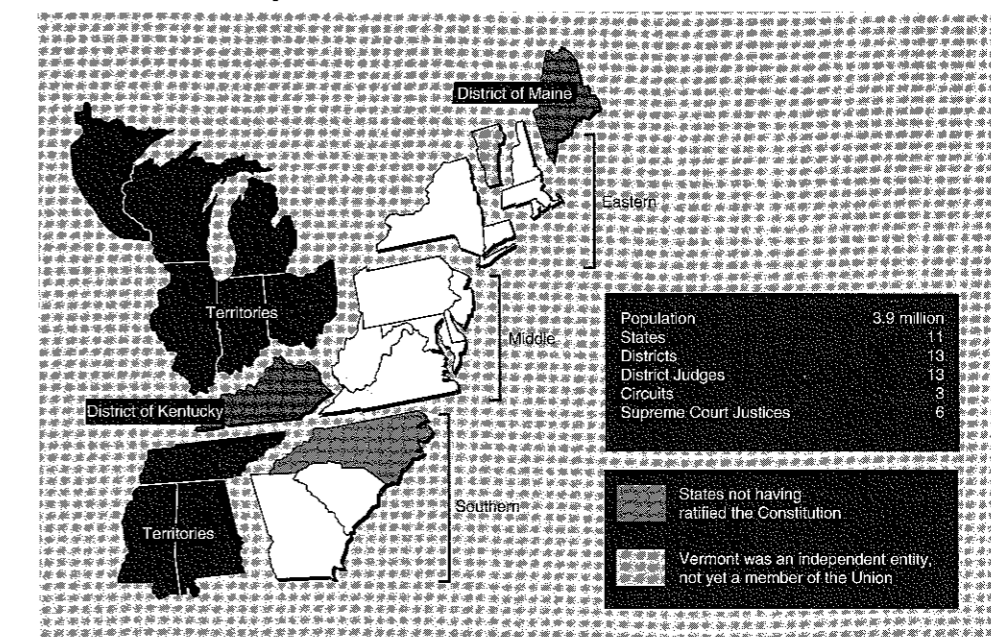 District of Maine
Eastern
Territories
Middle
District of Kentucky
Southern
Territories
Population 3.9 million
States 11
Districts 13
District Judges 13
Circuits 3
Supreme Court Justices 6
States not having
ratified the Constitution
Vermont was an independent entity,
not yet a member of the Union